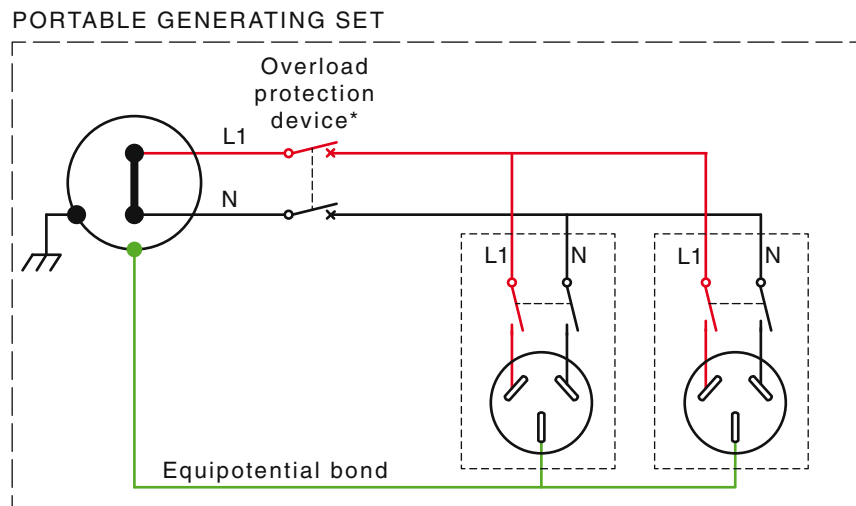 PORTABLE GENERATING SET
Overload
protection
device*
L1
N
L1
N
L1
N
Equipotential bond